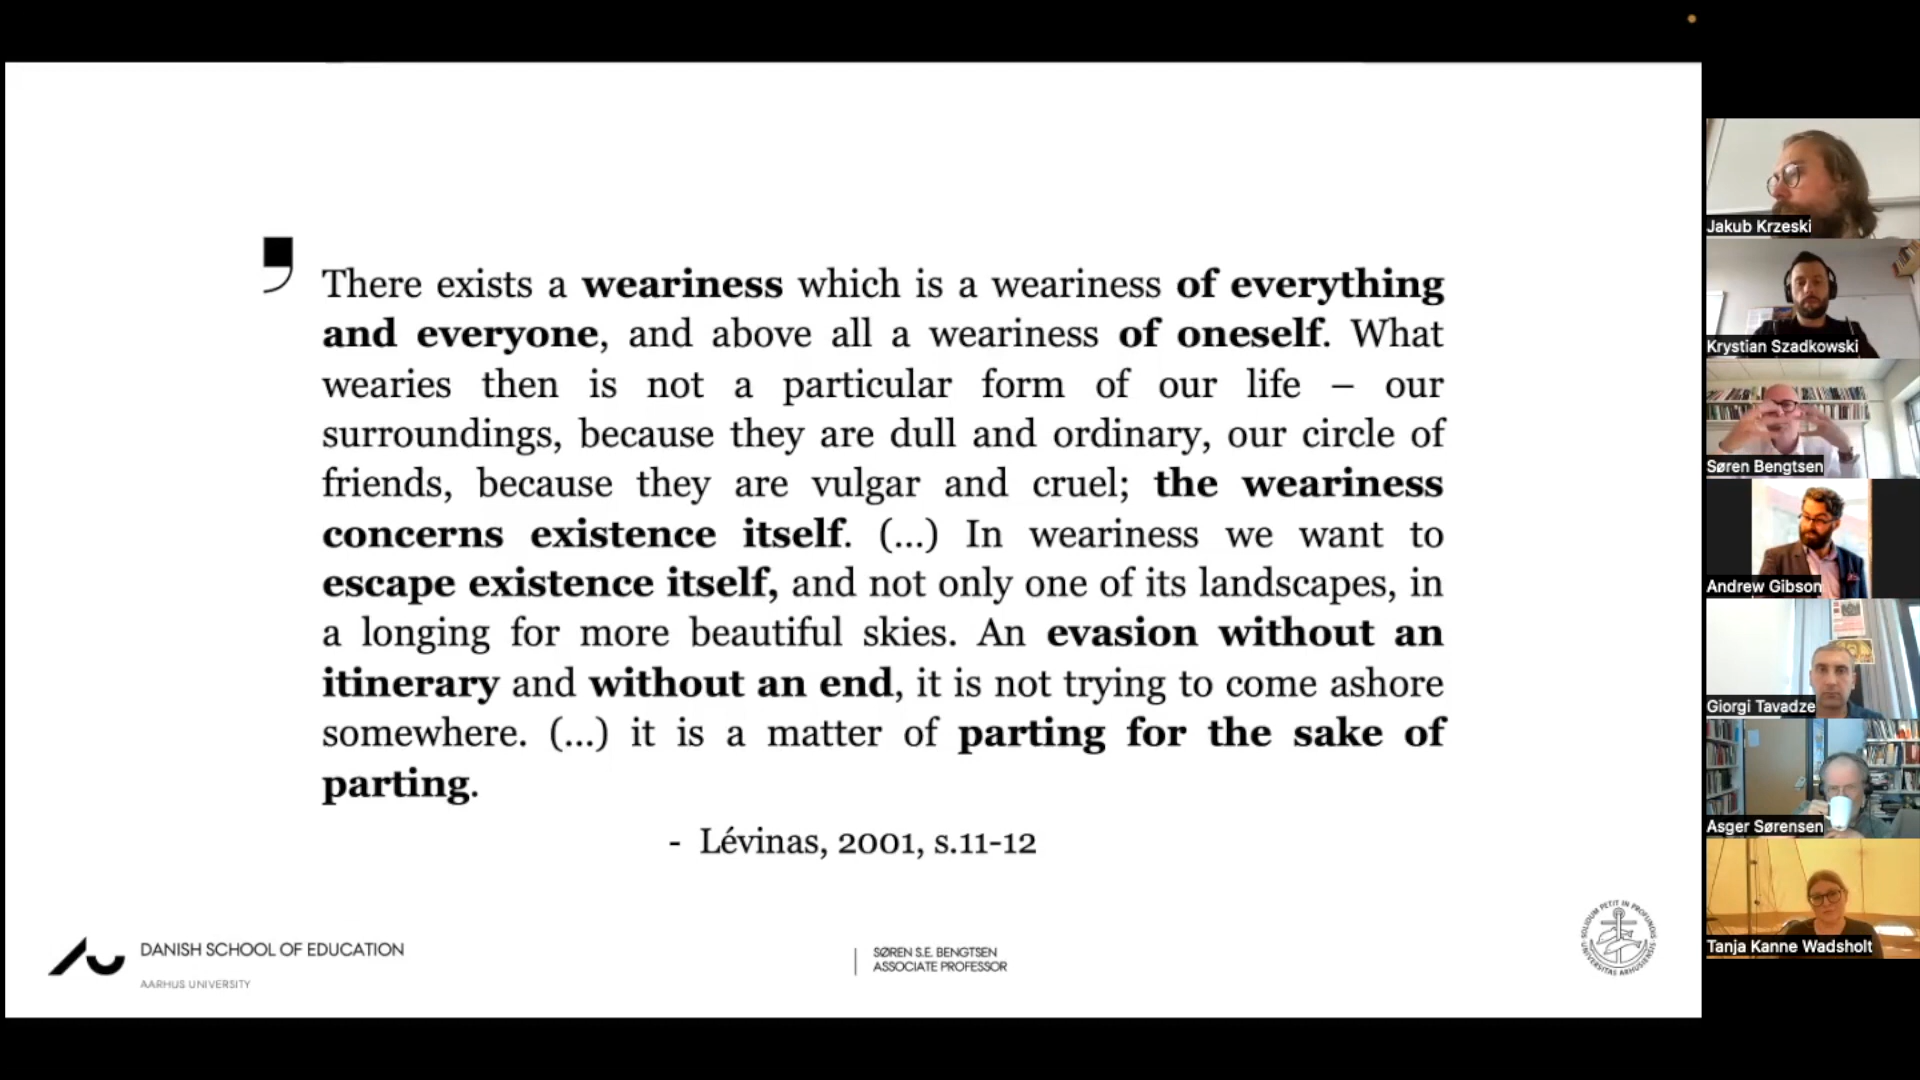 There exists a weariness which is a weariness of everything
and everyone, and above all a weariness of oneself. What
wearies then is not a particular form of our life – our
surroundings, because they are dull and ordinary, our circle of
friends, because they are vulgar and cruel; the weariness
concerns existence itself. (...) In weariness we want to
escape existence itself, and not only one of its landscapes, in
a longing for more beautiful skies. An evasion without an
itinerary and without an end, it is not trying to come ashore
somewhere. (...) it is a matter of parting for the sake of
parting.
- Lévinas, 2001, s.11-12
DANISH SCHOOL OF EDUCATION
AARHUS UNIVERSITY
SØREN S.E. BENGTSEN
ASSOCIATE PROFESSOR
SOLIDUM PETIT IN PROFUNDIS
UNIVERSITAS ARHUSIENSIS
Jakub Krzeski
Krystian Szadkowski
Søren Bengtsen
Andrew Gibson
Giorgi Tavadze
Asger Sørensen
Tanja Kanne Wadsholt